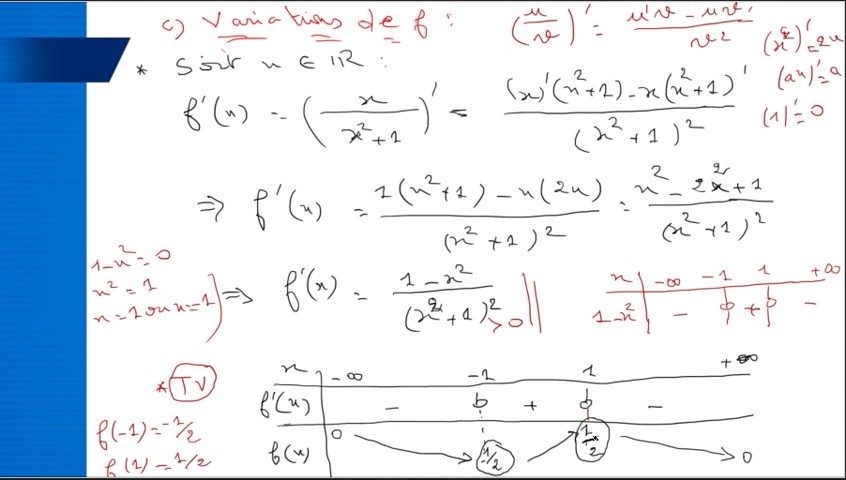 c) Variations de f :
(u/v)' = (u'v - uv')/v²
(x²)' = 2x
(ax)' = a
(1)' = 0
* Soit x ∈ IR :
f'(x) = (x/(x²+1))' = ((x)'(x²+1) - x(x²+1)')/(x²+1)²
⇒ f'(x) = (1(x²+1) - x(2x))/(x²+1)² = (x² - 2x²+1)/(x²+1)²
1-x² = 0
x² = 1
x = 1 ou x = 1
⇒ f'(x) = (1-x²)/(x²+1)² > 0
x | -∞ -1 1 +∞
1-x² | - 0 + 0 -
* TV
x | -∞ -1 1 +∞
f'(x) | - 0 + 0 -
f(x) | 0 ↘ -1/2 ↗ 1/2 ↘ 0
f(-1) = -1/2
f(1) = 1/2